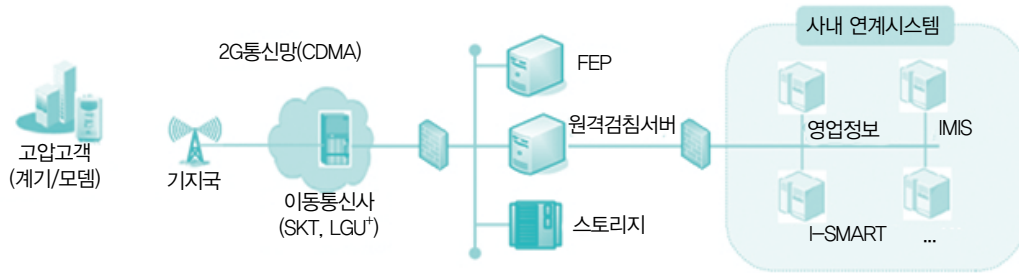 사내 연계시스템
2G통신망(CDMA)
FEP
원격검침서버
영업정보
IMIS
고압고객
(계기/모뎀)
기지국
이동통신사
(SKT, LGU+)
스토리지
I-SMART
...